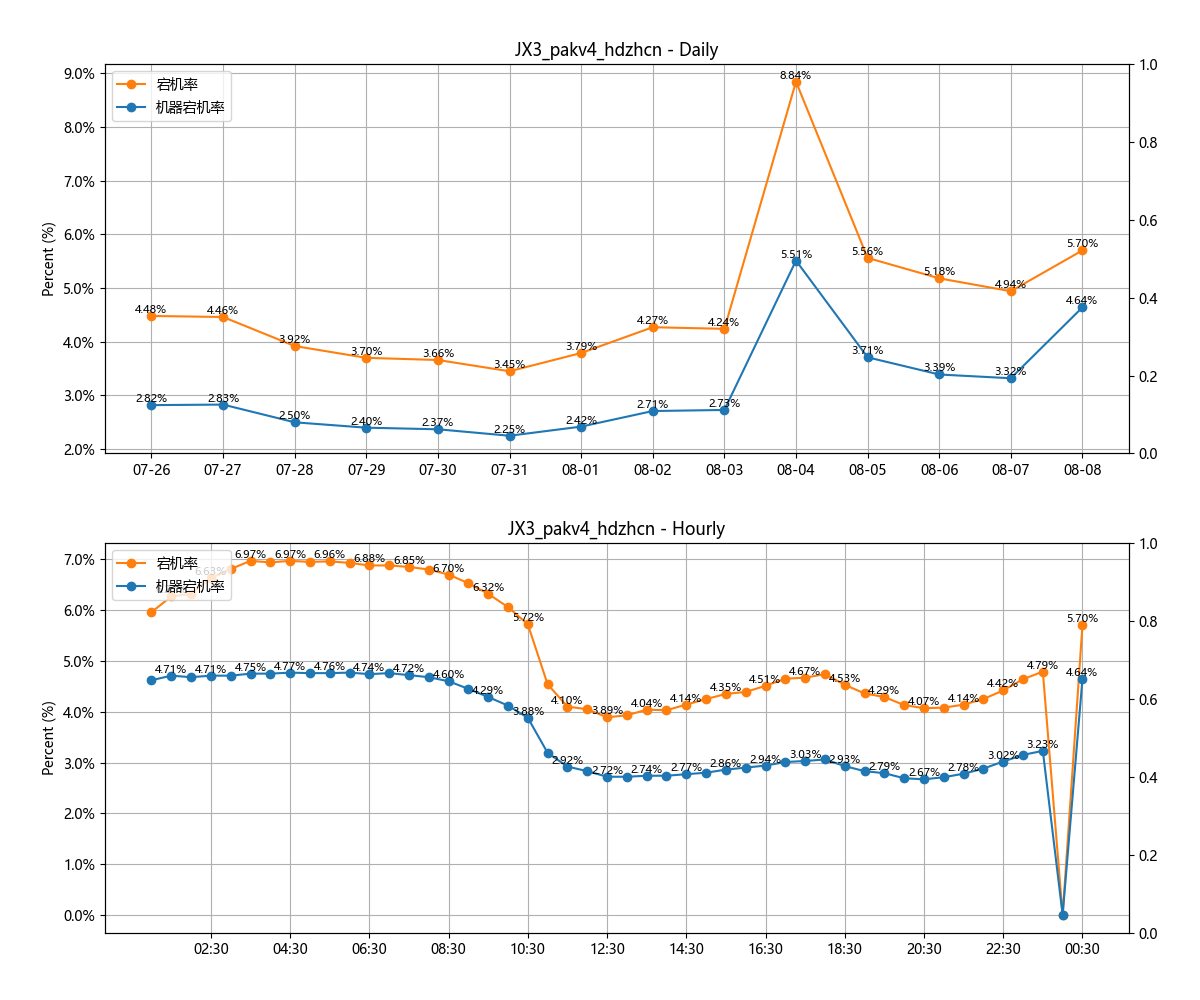 JX3_pakv4_hdzhcn - Daily
宕机率
机器宕机率
Percent (%)
9.0%
8.0%
7.0%
6.0%
5.0%
4.0%
3.0%
2.0%
1.0
0.8
0.6
0.4
0.2
0.0
4.48% 4.46% 3.92% 3.70% 3.66% 3.45% 3.79% 4.27% 4.24% 8.84% 5.56% 5.18% 4.94% 5.70%
2.82% 2.83% 2.50% 2.40% 2.37% 2.25% 2.42% 2.71% 2.73% 5.51% 3.71% 3.39% 3.32% 4.64%
07-26 07-27 07-28 07-29 07-30 07-31 08-01 08-02 08-03 08-04 08-05 08-06 08-07 08-08
JX3_pakv4_hdzhcn - Hourly
宕机率
机器宕机率
Percent (%)
7.0%
6.0%
5.0%
4.0%
3.0%
2.0%
1.0%
0.0%
1.0
0.8
0.6
0.4
0.2
0.0
6.63% 6.97% 6.97% 6.96% 6.88% 6.85% 6.70% 6.32% 5.72% 4.10% 3.89% 4.04% 4.14% 4.35% 4.51% 4.67% 4.53% 4.29% 4.07% 4.14% 4.42% 4.79% 5.70%
4.71% 4.71% 4.75% 4.77% 4.76% 4.74% 4.72% 4.60% 4.29% 3.88% 2.92% 2.72% 2.74% 2.77% 2.86% 2.94% 3.03% 2.93% 2.79% 2.67% 2.78% 3.02% 3.23% 4.64%
02:30 04:30 06:30 08:30 10:30 12:30 14:30 16:30 18:30 20:30 22:30 00:30